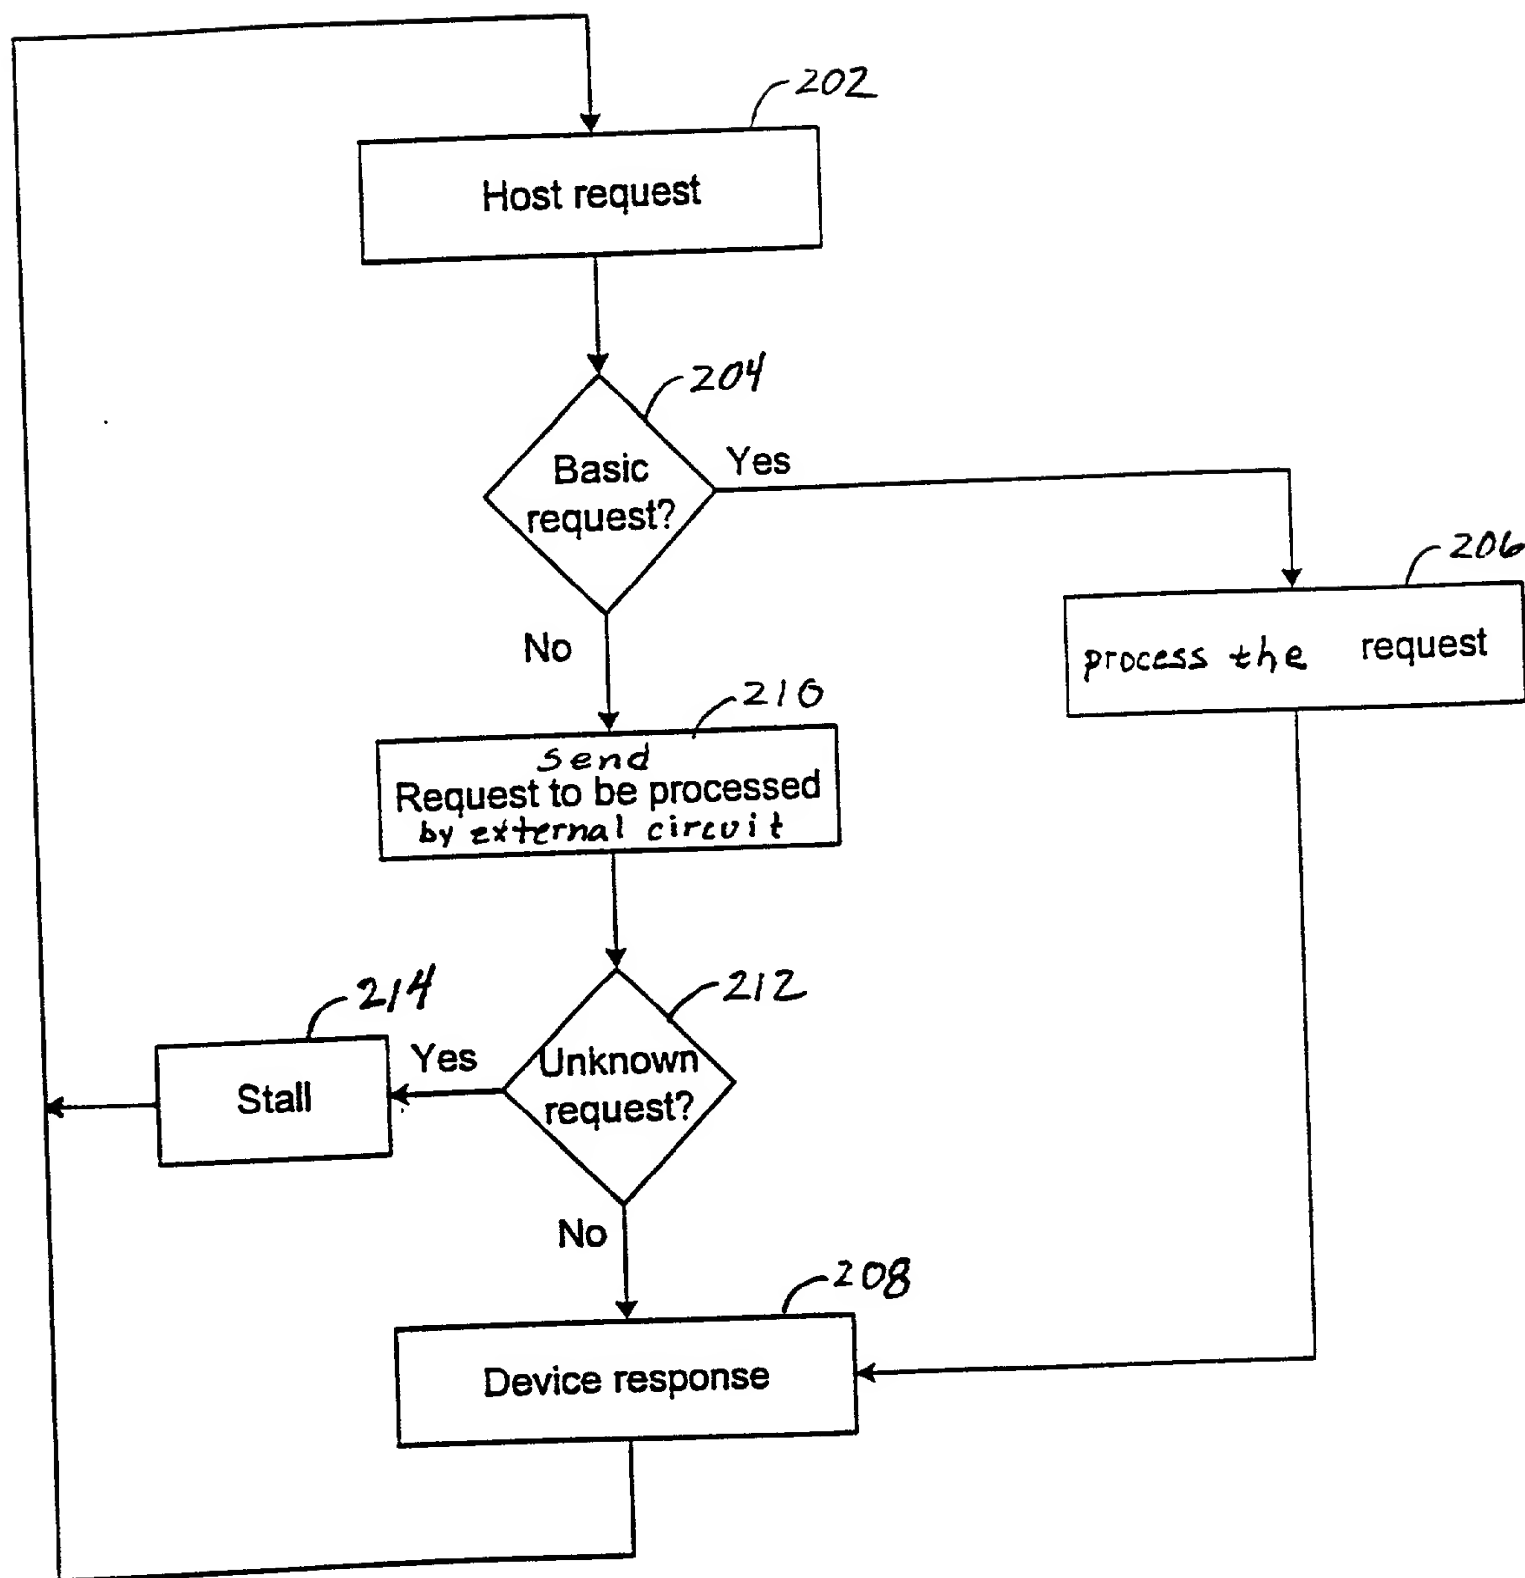 202
Host request
204
Basic
request?
Yes
206
process the request
No
210
Send
Request to be processed
by external circuit
212
214
Yes
Unknown
request?
Stall
No
208
Device response